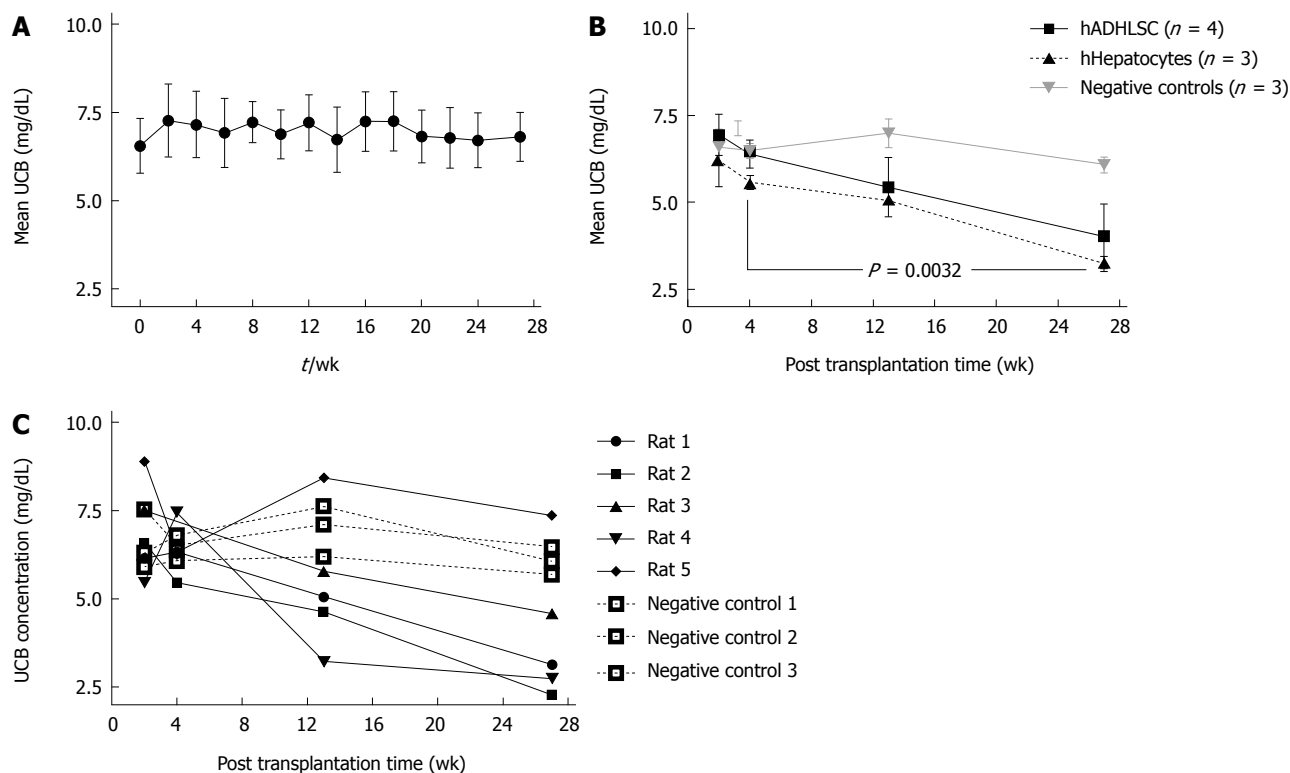 A
10.0
7.5
5.0
2.5
Mean UCB (mg/dL)
0 4 8 12 14 16 20 24 28
t/wk
B
10.0
7.5
5.0
2.5
Mean UCB (mg/dL)
hADHLSC (n = 4)
hHepatocytes (n = 3)
Negative controls (n = 3)
P = 0.0032
0 4 8 12 16 20 24 28
Post transplantation time (wk)
C
10.0
7.5
5.0
2.5
UCB concentration (mg/dL)
0 4 8 12 16 20 24 28
Post transplantation time (wk)
Rat 1
Rat 2
Rat 3
Rat 4
Rat 5
Negative control 1
Negative control 2
Negative control 3